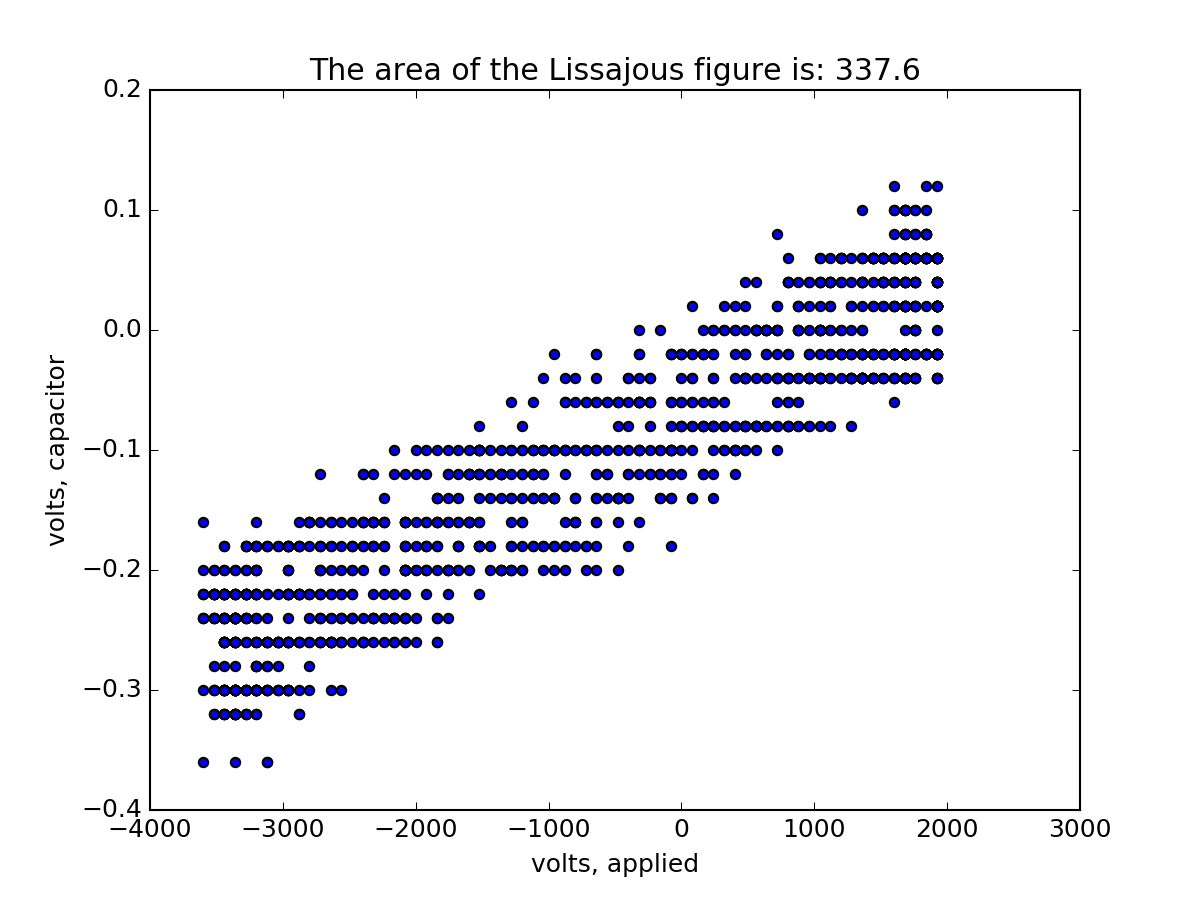 The area of the Lissajous figure is: 337.6
0.2
0.1
0.0
−0.1
−0.2
−0.3
−0.4
volts, capacitor
−4000 −3000 −2000 −1000 0 1000 2000 3000
volts, applied